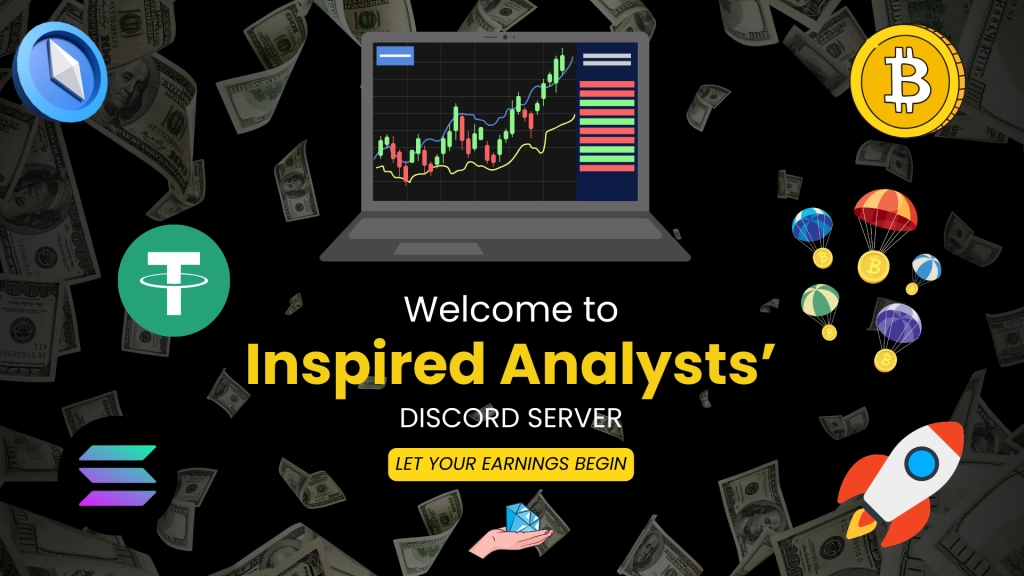 Welcome to
Inspired Analysts’
DISCORD SERVER
LET YOUR EARNINGS BEGIN